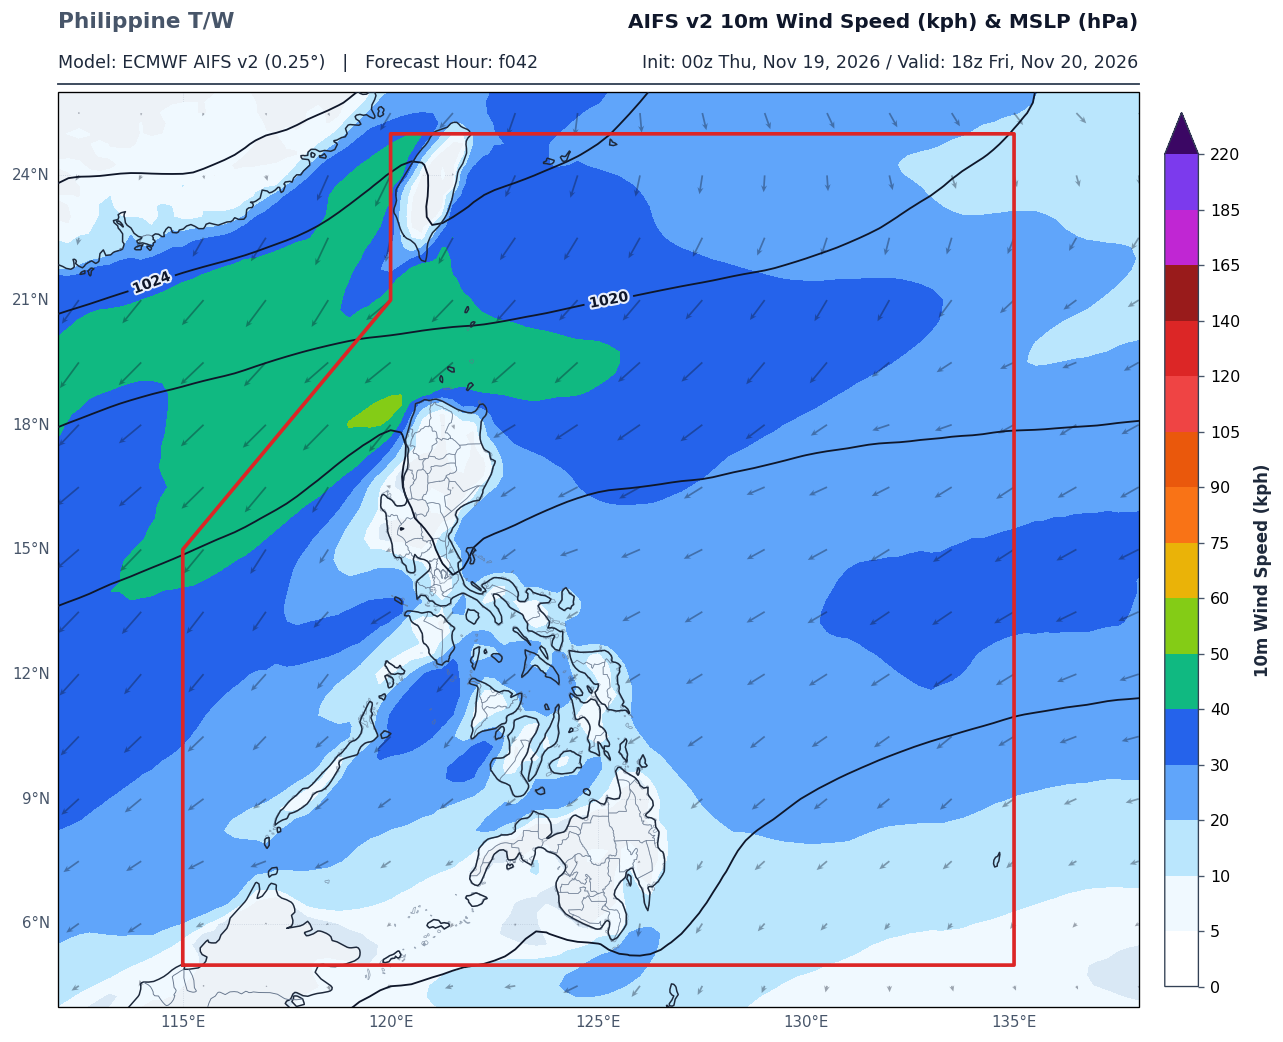 Philippine T/W
AIFS v2 10m Wind Speed (kph) & MSLP (hPa)
Model: ECMWF AIFS v2 (0.25°) | Forecast Hour: f042
Init: 00z Thu, Nov 19, 2026 / Valid: 18z Fri, Nov 20, 2026
24°N
21°N
18°N
15°N
12°N
9°N
6°N
115°E
120°E
125°E
130°E
135°E
1024
1020
220
185
165
140
120
105
90
75
60
50
40
30
20
10
5
0
10m Wind Speed (kph)